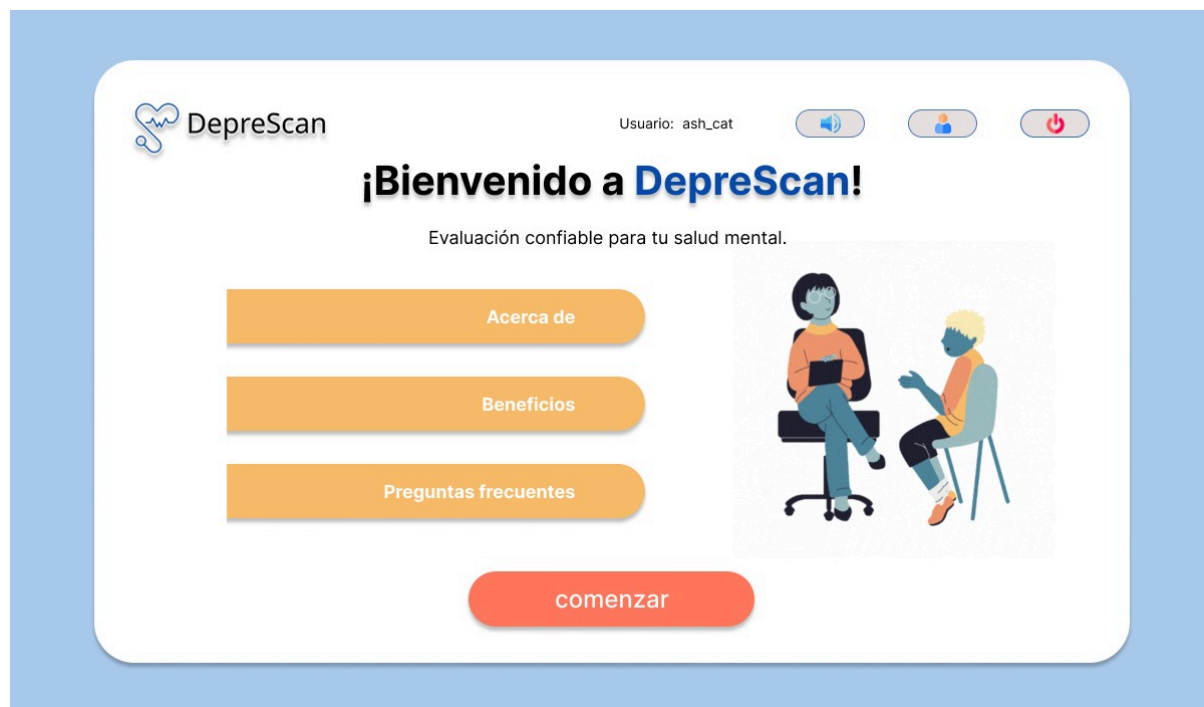 DepreScan
Usuario: ash_cat
¡Bienvenido a DepreScan!
Evaluación confiable para tu salud mental.
Acerca de
Beneficios
Preguntas frecuentes
comenzar